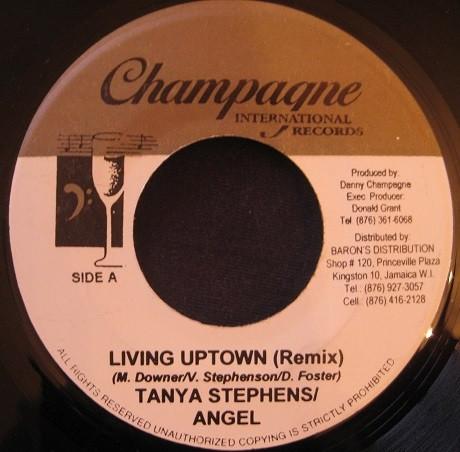 Champagne
INTERNATIONAL
RECORDS
Produced by:
Danny Champagne
Exec Producer:
Donald Grant
Tel (876) 361-6068
Distributed by:
BARON'S DISTRIBUTION
Shop # 120, Princeville Plaza
Kingston 10, Jamaica W.I.
Tel.: (876) 927-3057
Cell.: (876) 416-2128
SIDE A
LIVING UPTOWN (Remix)
(M. Downer/V. Stephenson/D. Foster)
TANYA STEPHENS/
ANGEL
ALL RIGHTS RESERVED UNAUTHORIZED COPYING IS STRICTLY PROHIBITED